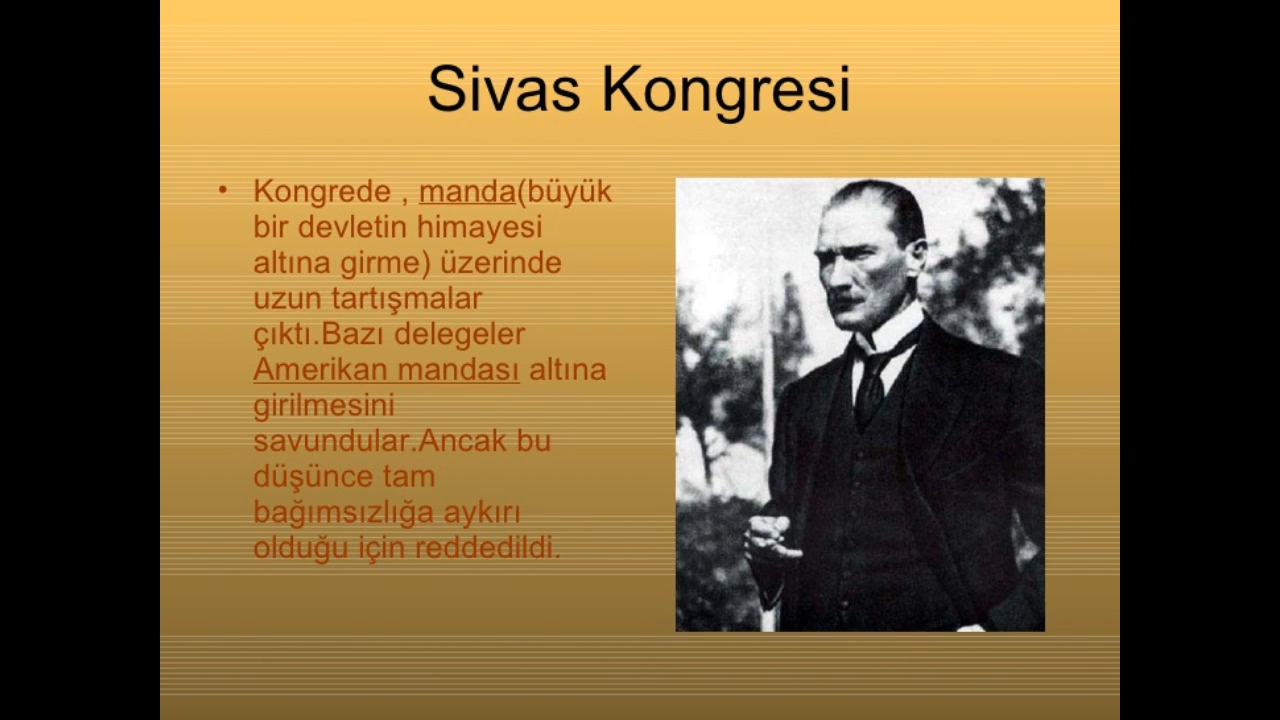 Sivas Kongresi
• Kongrede , manda(büyük
bir devletin himayesi
altına girme) üzerinde
uzun tartışmalar
çıktı.Bazı delegeler
Amerikan mandası altına
girilmesini
savundular.Ancak bu
düşünce tam
bağımsızlığa aykırı
olduğu için reddedildi.